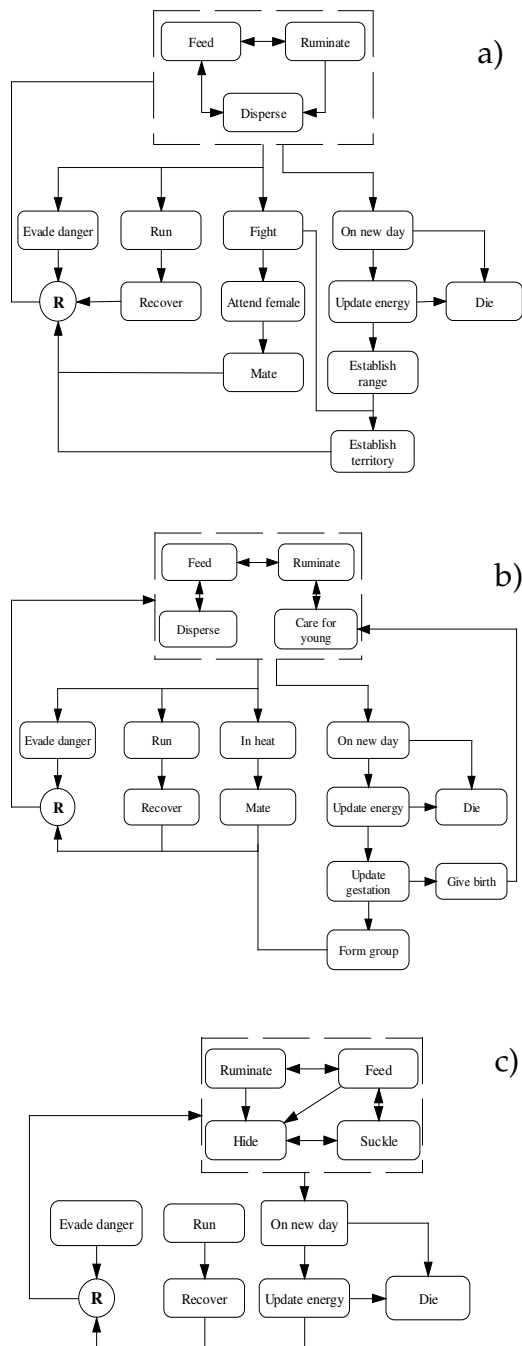 a)
Feed
Ruminate
Disperse
Evade danger
Run
Fight
On new day
R
Recover
Attend female
Update energy
Die
Mate
Establish
range
Establish
territory
b)
Feed
Ruminate
Disperse
Care for
young
Evade danger
Run
In heat
On new day
R
Recover
Mate
Update energy
Die
Update
gestation
Give birth
Form group
c)
Ruminate
Feed
Hide
Suckle
Evade danger
Run
On new day
R
Recover
Update energy
Die